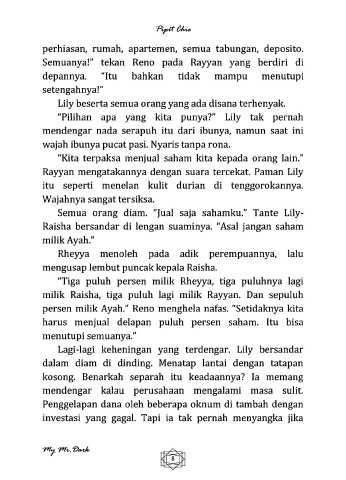 Pipit Chie
perhiasan, rumah, apartemen, semua tabungan, deposito.
Semuanya!" tekan Reno pada Rayyan yang berdiri di
depannya. "Itu bahkan tidak mampu menutupi
setengahnya!"
Lily beserta semua orang yang ada disana terhenyak.
"Pilihan apa yang kita punya?" Lily tak pernah
mendengar nada serapuh itu dari ibunya, namun saat ini
wajah ibunya pucat pasi. Nyaris tanpa rona.
"Kita terpaksa menjual saham kita kepada orang lain."
Rayyan mengatakannya dengan suara tercekat. Paman Lily
itu seperti menelan kulit durian di tenggorokannya.
Wajahnya sangat tersiksa.
Semua orang diam. "Jual saja sahamku." Tante Lily-
Raisha bersandar di lengan suaminya. "Asal jangan saham
milik Ayah."
Rheyya menoleh pada adik perempuannya, lalu
mengusap lembut puncak kepala Raisha.
"Tiga puluh persen milik Rheyya, tiga puluhnya lagi
milik Raisha, tiga puluh lagi milik Rayyan. Dan sepuluh
persen milik Ayah." Reno menghela nafas. "Setidaknya kita
harus menjual delapan puluh persen saham. Itu bisa
menutupi semuanya."
Lagi-lagi keheningan yang terdengar. Lily bersandar
dalam diam di dinding. Menatap lantai dengan tatapan
kosong. Benarkah separah itu keadaannya? Ia memang
mendengar kalau perusahaan mengalami masa sulit.
Penggelapan dana oleh beberapa oknum di tambah dengan
investasi yang gagal. Tapi ia tak pernah menyangka jika
My Mr. Dark
8